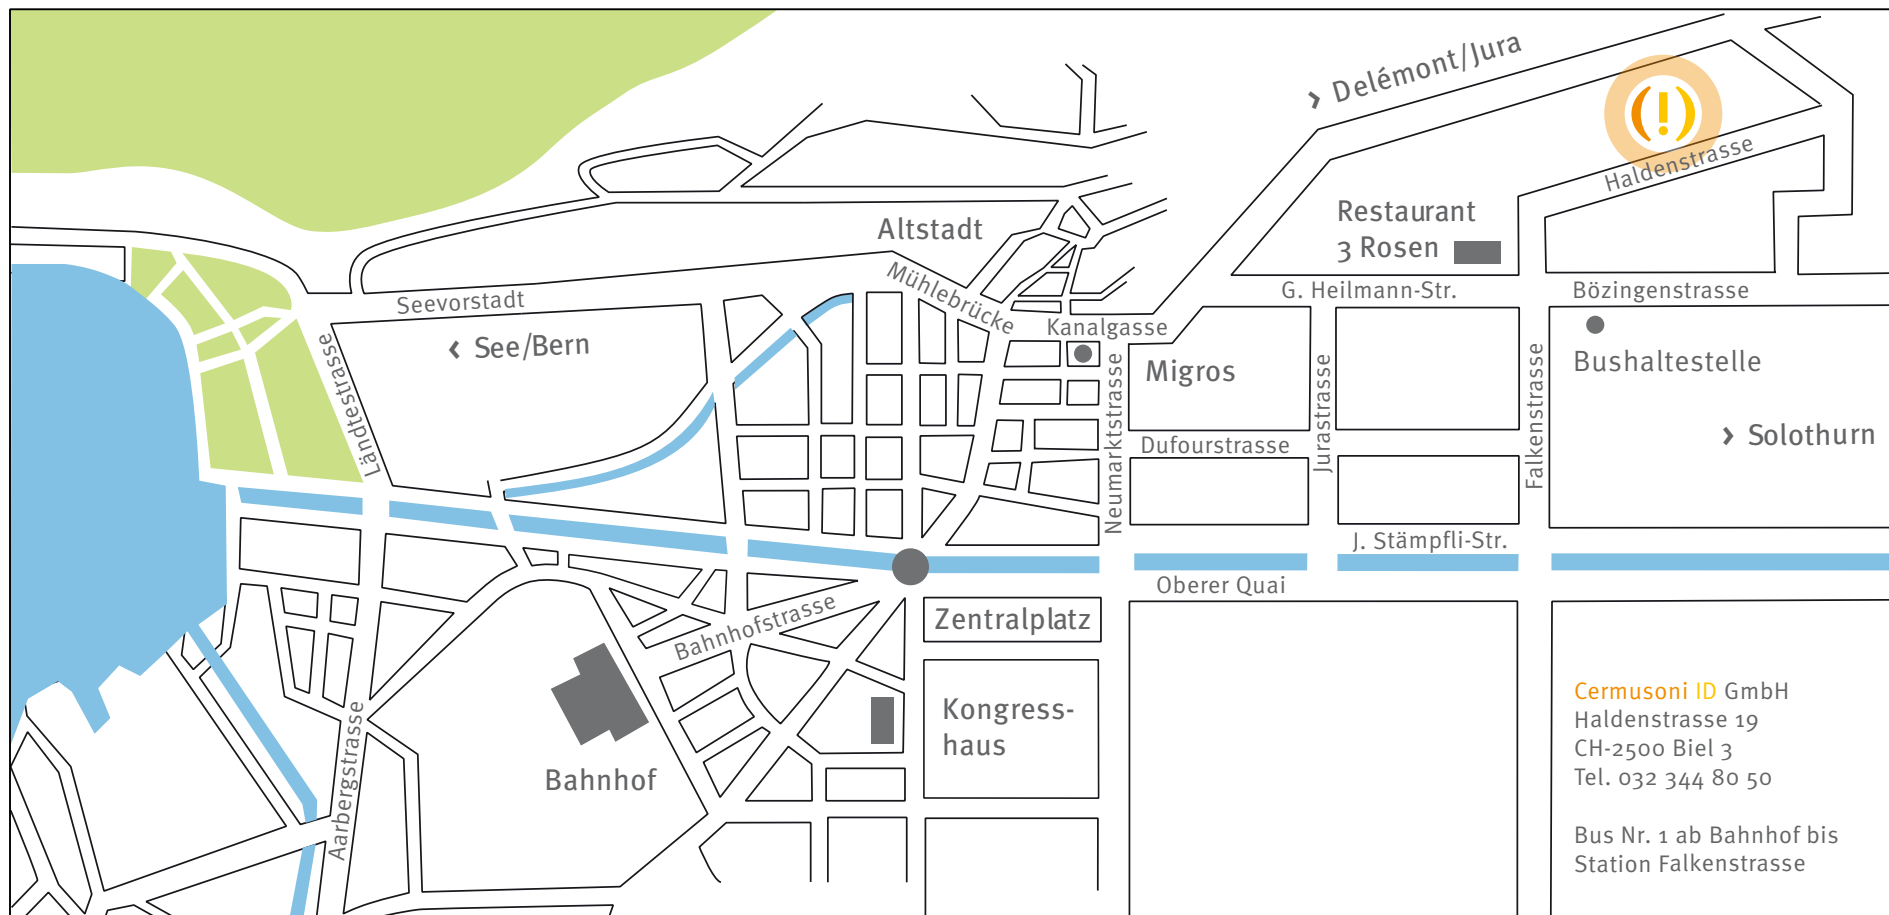 Delémont/Jura
Haldenstrasse
Restaurant
3 Rosen
Altstadt
Mühlebrücke
Seevorstadt
G. Heilmann-Str.
Bözingenstrasse
Kanalgasse
‹ See/Bern
Ländtestrasse
Migros
Neumarktstrasse
Jurastrasse
Falkenstrasse
Bushaltestelle
Dufourstrasse
› Solothurn
J. Stämpfli-Str.
Oberer Quai
Bahnhofstrasse
Zentralplatz
Kongress-
haus
Bahnhof
Aarbergstrasse
Cermusoni ID GmbH
Haldenstrasse 19
CH-2500 Biel 3
Tel. 032 344 80 50
Bus Nr. 1 ab Bahnhof bis
Station Falkenstrasse